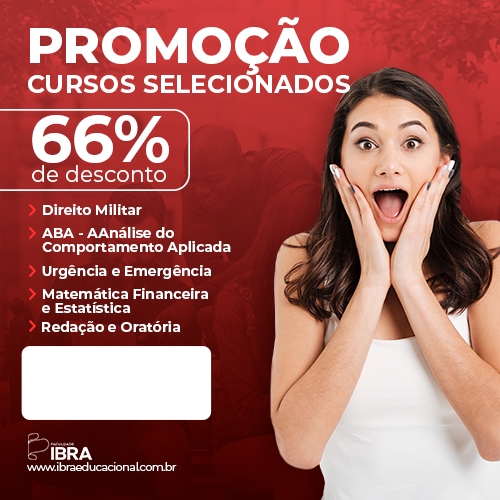 PROMOÇÃO
CURSOS SELECIONADOS
66%
de desconto
Direito Militar
ABA - AAnálise do
Comportamento Aplicada
Urgência e Emergência
Matemática Financeira
e Estatística
Redação e Oratória
FACULDADE
IBRA
www.ibraeducacional.com.br